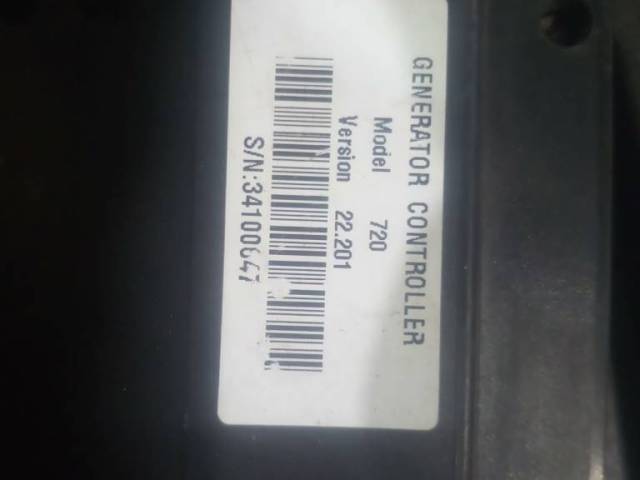 GENERATOR CONTROLLER
Model 720
Version 22.201
S/N:34100647